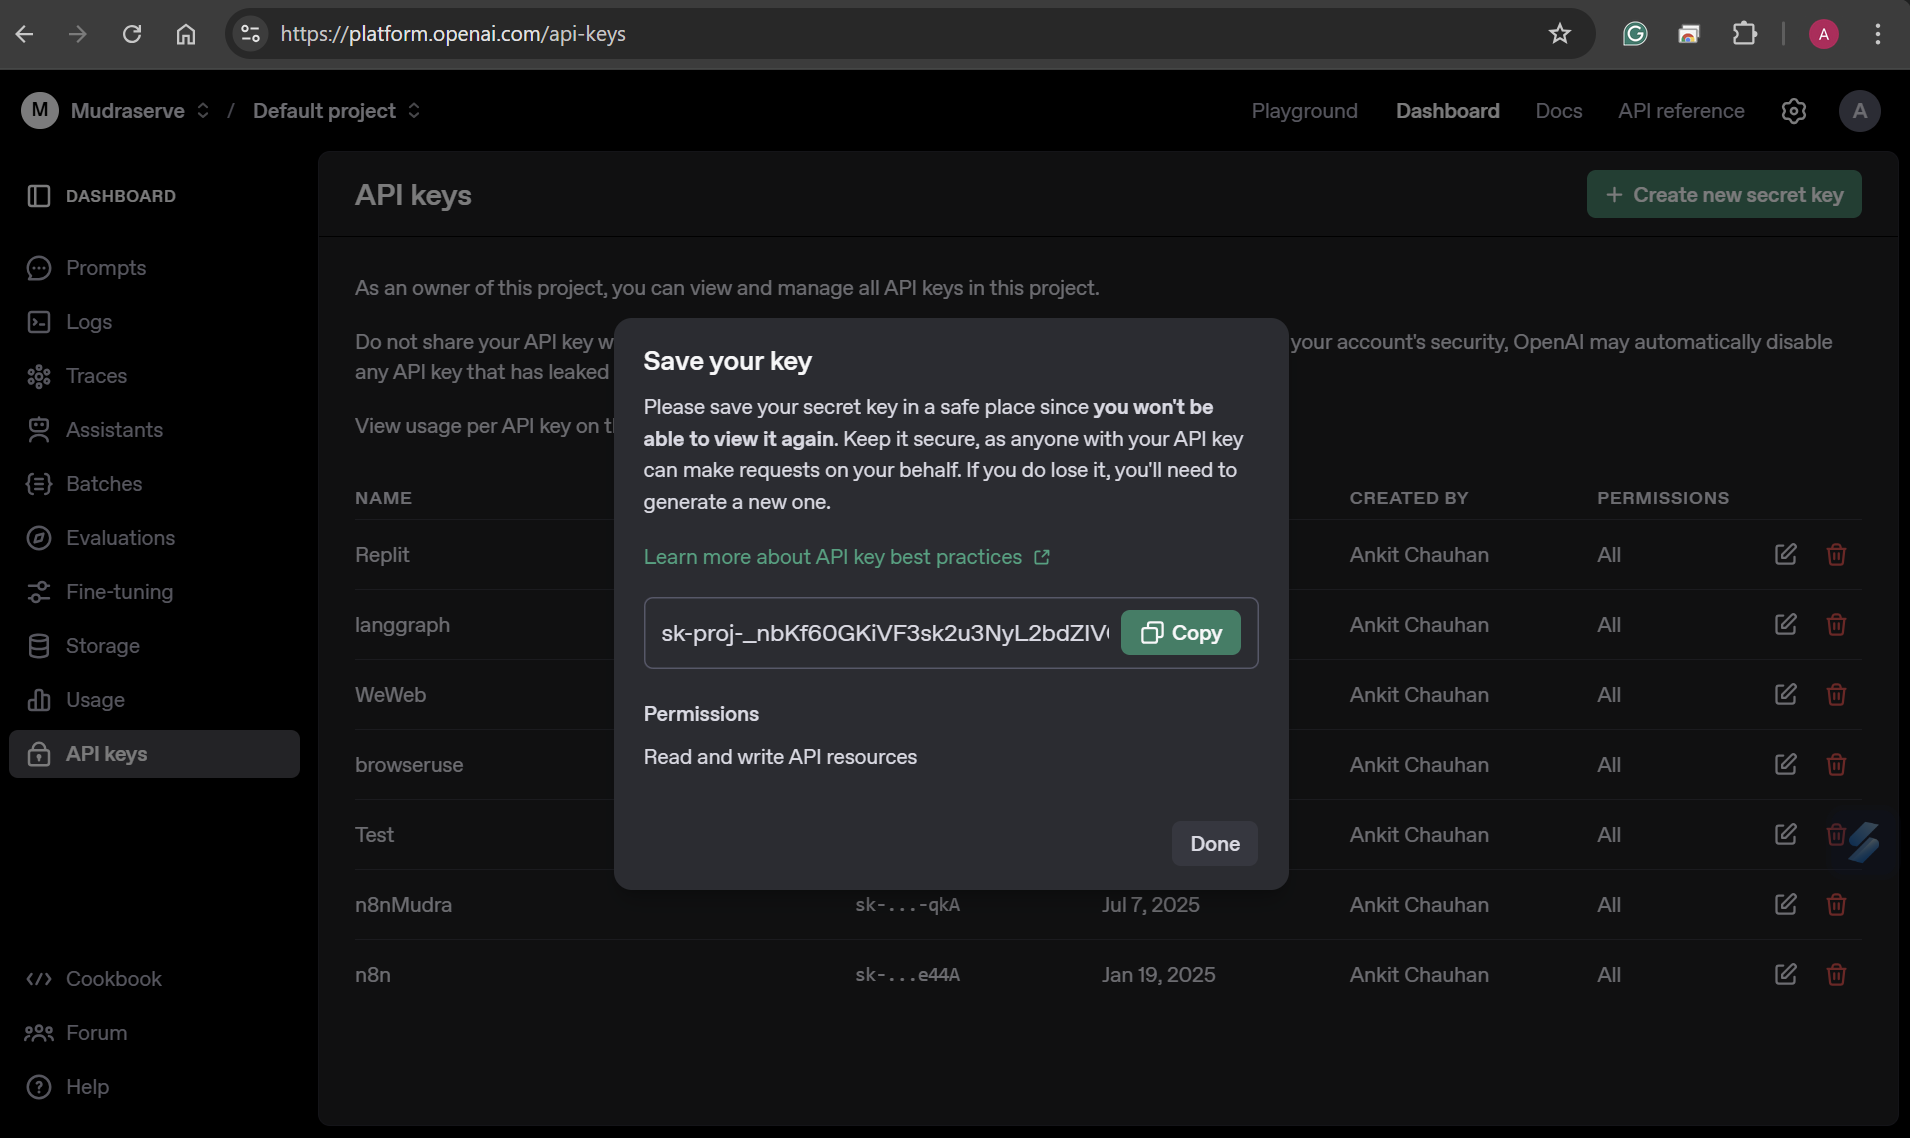 https://platform.openai.com/api-keys
A
M Mudraserve / Default project
Playground Dashboard Docs API reference A
DASHBOARD
Prompts
Logs
Traces
Assistants
Batches
Evaluations
Fine-tuning
Storage
Usage
API keys
Cookbook
Forum
Help
API keys
+ Create new secret key
As an owner of this project, you can view and manage all API keys in this project.
Do not share your API key w
your account's security, OpenAI may automatically disable
any API key that has leaked
View usage per API key on t
NAME CREATED BY PERMISSIONS
Replit Ankit Chauhan All
langgraph Ankit Chauhan All
WeWeb Ankit Chauhan All
browseruse Ankit Chauhan All
Test Ankit Chauhan All
n8nMudra sk-...-qkA Jul 7, 2025 Ankit Chauhan All
n8n sk-...e44A Jan 19, 2025 Ankit Chauhan All
Save your key
Please save your secret key in a safe place since you won't be
able to view it again. Keep it secure, as anyone with your API key
can make requests on your behalf. If you do lose it, you'll need to
generate a new one.
Learn more about API key best practices
sk-proj-_nbKf60GKiVF3sk2u3NyL2bdZIV
Copy
Permissions
Read and write API resources
Done